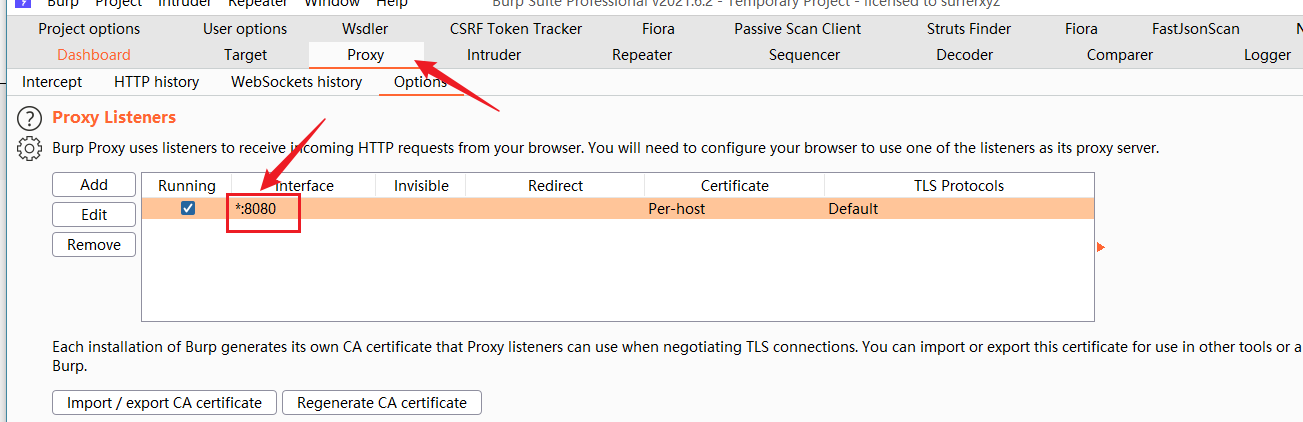 Burp Project Intruder Repeater Window Help Burp Suite Professional v2021.6.2 - Temporary Project - licensed to surferxyz
Project options User options Wsdler CSRF Token Tracker Fiora Passive Scan Client Struts Finder Fiora FastJsonScan N
Dashboard Target Proxy Intruder Repeater Sequencer Decoder Comparer Logger
Intercept HTTP history WebSockets history Options
? Proxy Listeners
Burp Proxy uses listeners to receive incoming HTTP requests from your browser. You will need to configure your browser to use one of the listeners as its proxy server.
Add
Edit
Remove
Running Interface Invisible Redirect Certificate TLS Protocols
*:8080 Per-host Default
Each installation of Burp generates its own CA certificate that Proxy listeners can use when negotiating TLS connections. You can import or export this certificate for use in other tools or a
Burp.
Import / export CA certificate Regenerate CA certificate